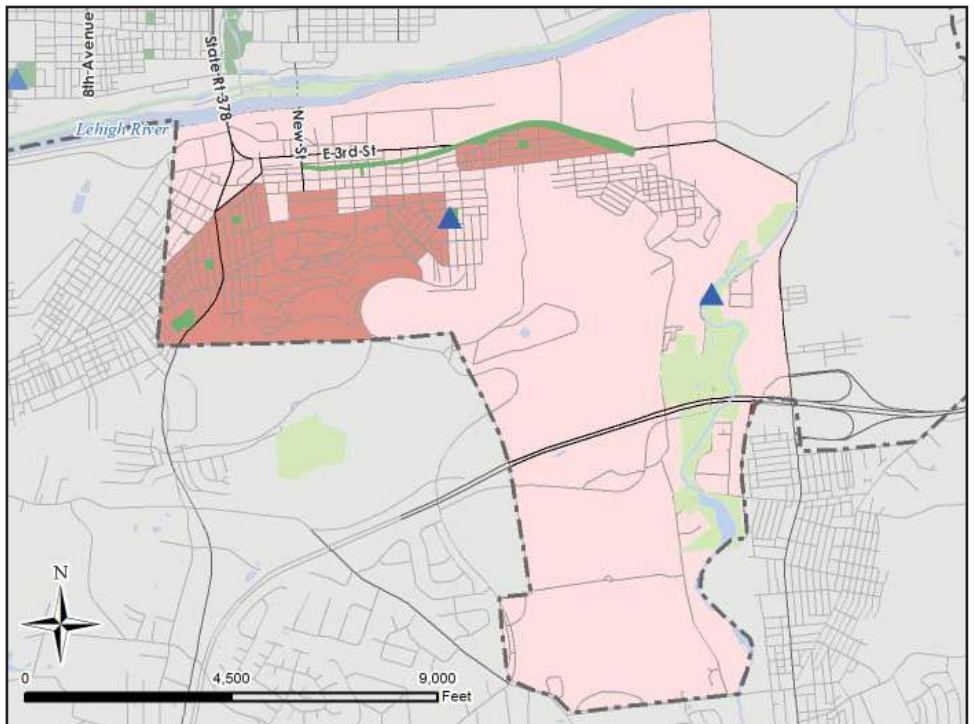 8th-Avenue
State-Rt-378
New-St
Lehigh River
E-3rd-St
N
0 4,500 9,000
Feet